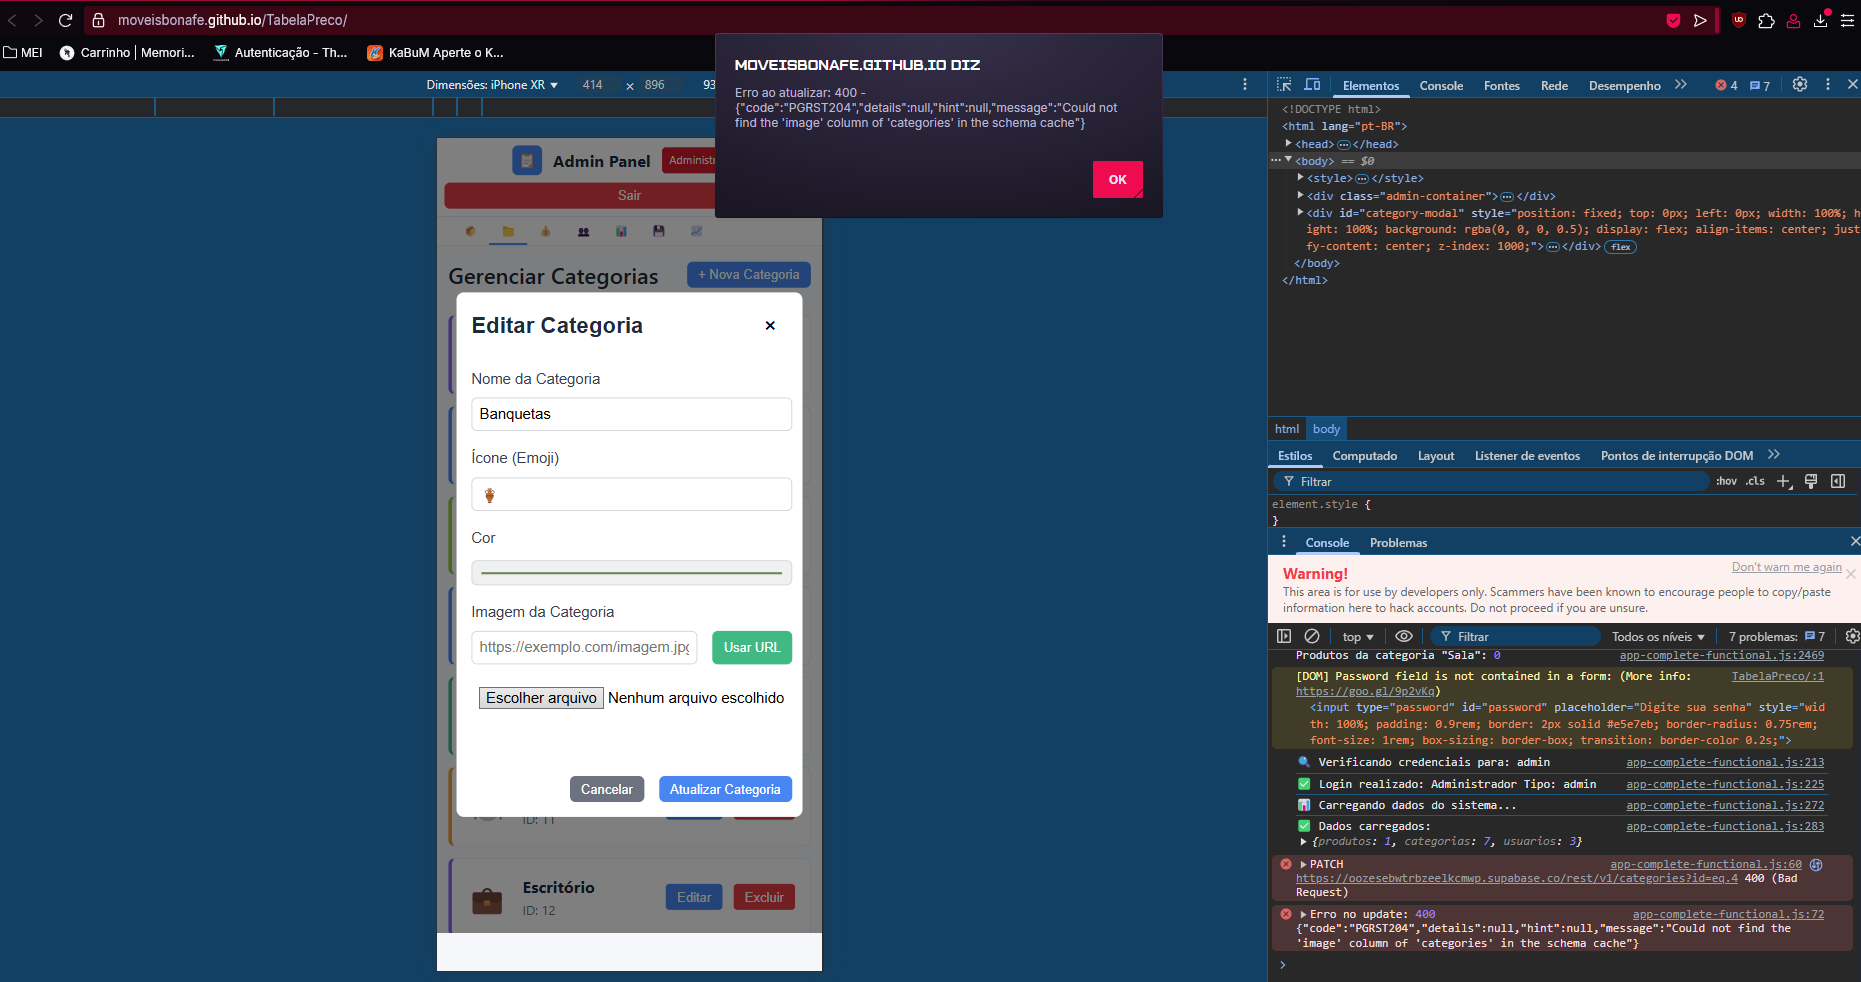 moveisbonafe.github.io/TabelaPreco/
MEI
Carrinho | Memori...
Autenticação - Th...
KaBuM Aperte o K...
MOVEISBONAFE.GITHUB.IO DIZ
Erro ao atualizar: 400 -
{"code":"PGRST204","details":null,"hint":null,"message":"Could not
find the 'image' column of 'categories' in the schema cache"}
OK
Dimensões: iPhone XR
414
×
896
93
Admin Panel
Administr
Sair
Gerenciar Categorias
+ Nova Categoria
Editar Categoria
×
Nome da Categoria
Banquetas
Ícone (Emoji)
Cor
Imagem da Categoria
https://exemplo.com/imagem.jpg
Usar URL
Escolher arquivo
Nenhum arquivo escolhido
Cancelar
Atualizar Categoria
ID: 11
Escritório
ID: 12
Editar
Excluir
Elementos
Console
Fontes
Rede
Desempenho
4
7
<!DOCTYPE html>
<html lang="pt-BR">
<head>
</head>
<body> == $0
<style>
</style>
<div class="admin-container">
</div>
<div id="category-modal" style="position: fixed; top: 0px; left: 0px; width: 100%; h
ight: 100%; background: rgba(0, 0, 0, 0.5); display: flex; align-items: center; just
fy-content: center; z-index: 1000;">
</div>
flex
</body>
</html>
html
body
Estilos
Computado
Layout
Listener de eventos
Pontos de interrupção DOM
Filtrar
:hov
.cls
element.style {
}
Console
Problemas
Warning!
Don't warn me again
This area is for use by developers only. Scammers have been known to encourage people to copy/paste
information here to hack accounts. Do not proceed if you are unsure.
top
Filtrar
Todos os níveis
7 problemas:
7
Produtos da categoria "Sala": 0
app-complete-functional.js:2469
[DOM] Password field is not contained in a form: (More info:
TabelaPreco/:1
https://goo.gl/9p2vKq)
<input type="password" id="password" placeholder="Digite sua senha" style="wid
th: 100%; padding: 0.9rem; border: 2px solid #e5e7eb; border-radius: 0.75rem;
font-size: 1rem; box-sizing: border-box; transition: border-color 0.2s;">
Verificando credenciais para: admin
app-complete-functional.js:213
Login realizado: Administrador Tipo: admin
app-complete-functional.js:225
Carregando dados do sistema...
app-complete-functional.js:272
Dados carregados:
app-complete-functional.js:283
{produtos: 1, categorias: 7, usuarios: 3}
PATCH
app-complete-functional.js:60
https://oozesebwtrbzeelkcmwp.supabase.co/rest/v1/categories?id=eq.4 400 (Bad
Request)
Erro no update: 400
app-complete-functional.js:72
{"code":"PGRST204","details":null,"hint":null,"message":"Could not find the
'image' column of 'categories' in the schema cache"}